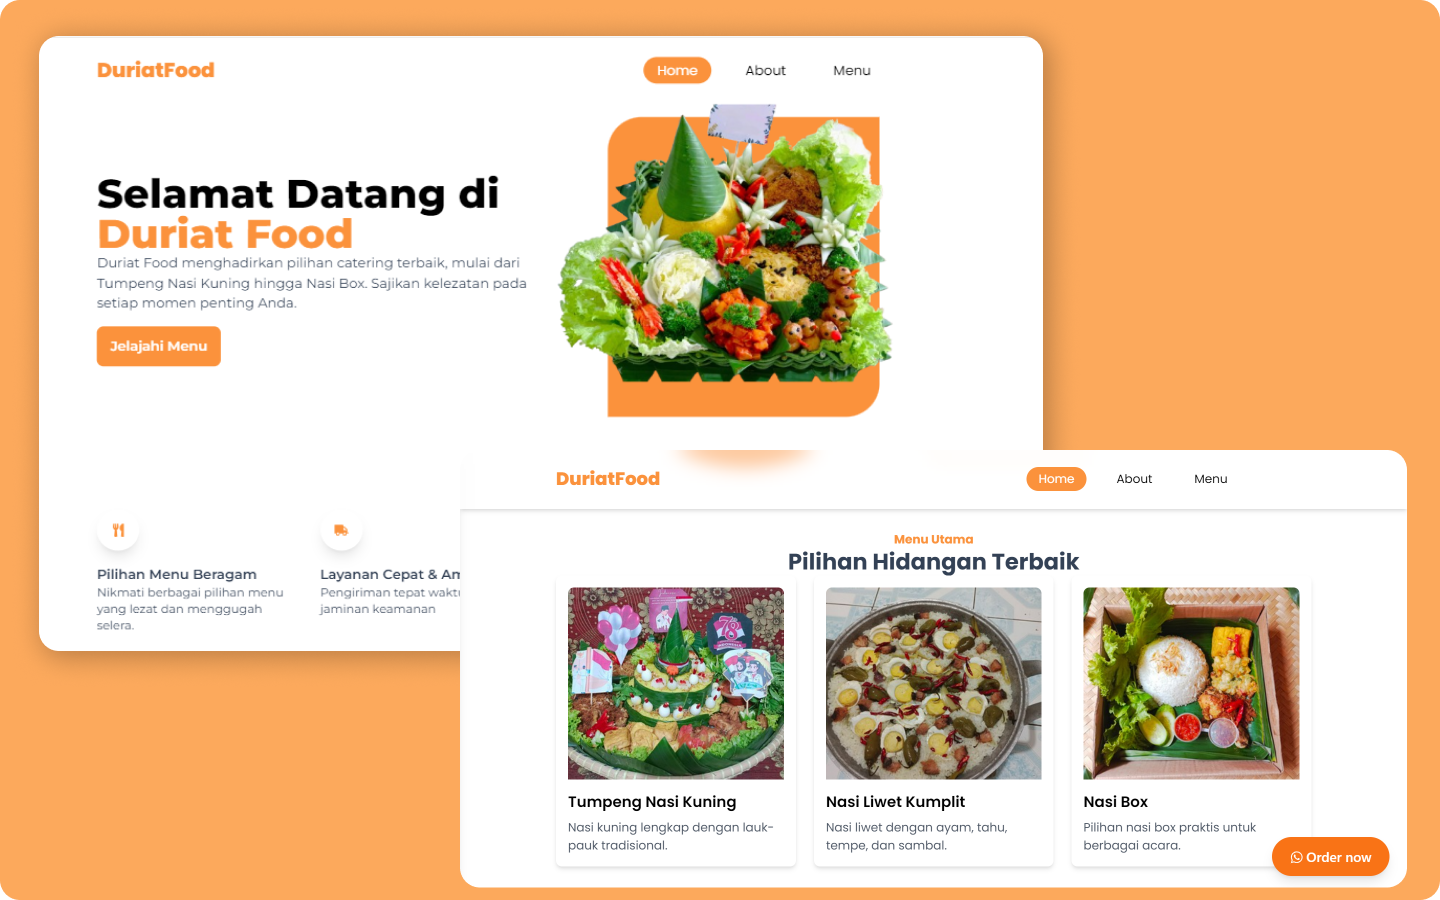 DuriatFood
Home
About
Menu
Selamat Datang di
Duriat Food
Duriat Food menghadirkan pilihan catering terbaik, mulai dari
Tumpeng Nasi Kuning hingga Nasi Box. Sajikan kelezatan pada
setiap momen penting Anda.
Jelajahi Menu
Pilihan Menu Beragam
Nikmati berbagai pilihan menu
yang lezat dan menggugah
selera.
Layanan Cepat & Am
Pengiriman tepat waktu
jaminan keamanan
DuriatFood
Home
About
Menu
Menu Utama
Pilihan Hidangan Terbaik
78
Tumpeng Nasi Kuning
Nasi kuning lengkap dengan lauk-
pauk tradisional.
Nasi Liwet Kumplit
Nasi liwet dengan ayam, tahu,
tempe, dan sambal.
Nasi Box
Pilihan nasi box praktis untuk
berbagai acara.
Order now